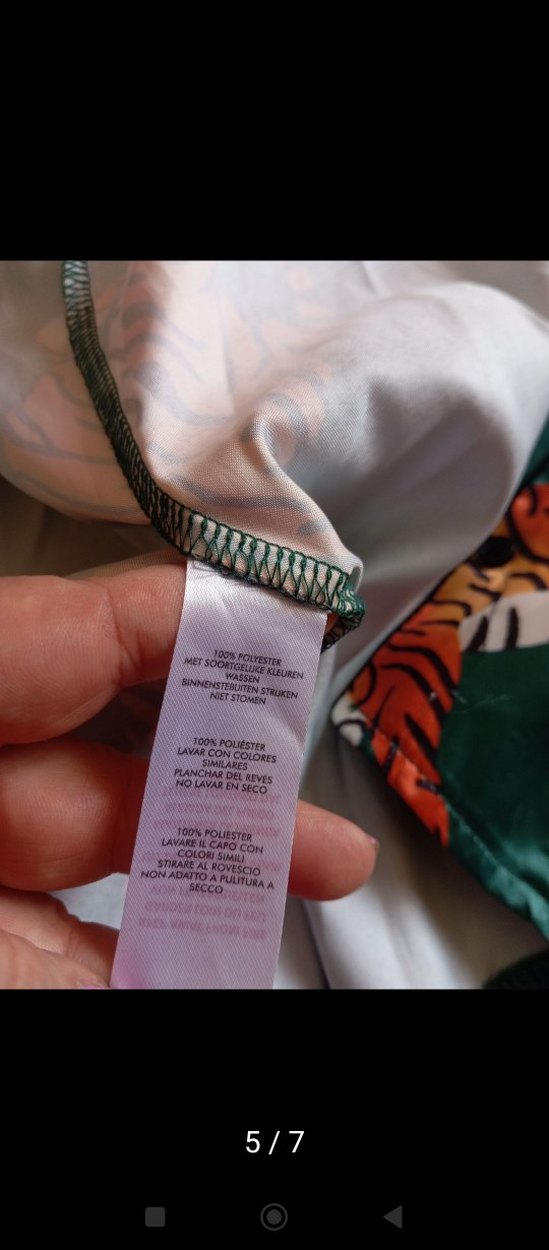 100% POLYESTER
MET SOORTGELIJKE KLEUREN
WASSEN
BINNENSTEBUITEN STRIJKEN
NIET STOMEN
100% POLIÉSTER
LAVAR CON COLORES
SIMILARES
PLANCHAR DEL REVÉS
NO LAVAR EN SECO
100% POLIESTER
LAVARE IL CAPO CON
COLORI SIMILI
STIRARE AL ROVESCIO
NON ADATTO A PULITURA A
SECCO
5 / 7